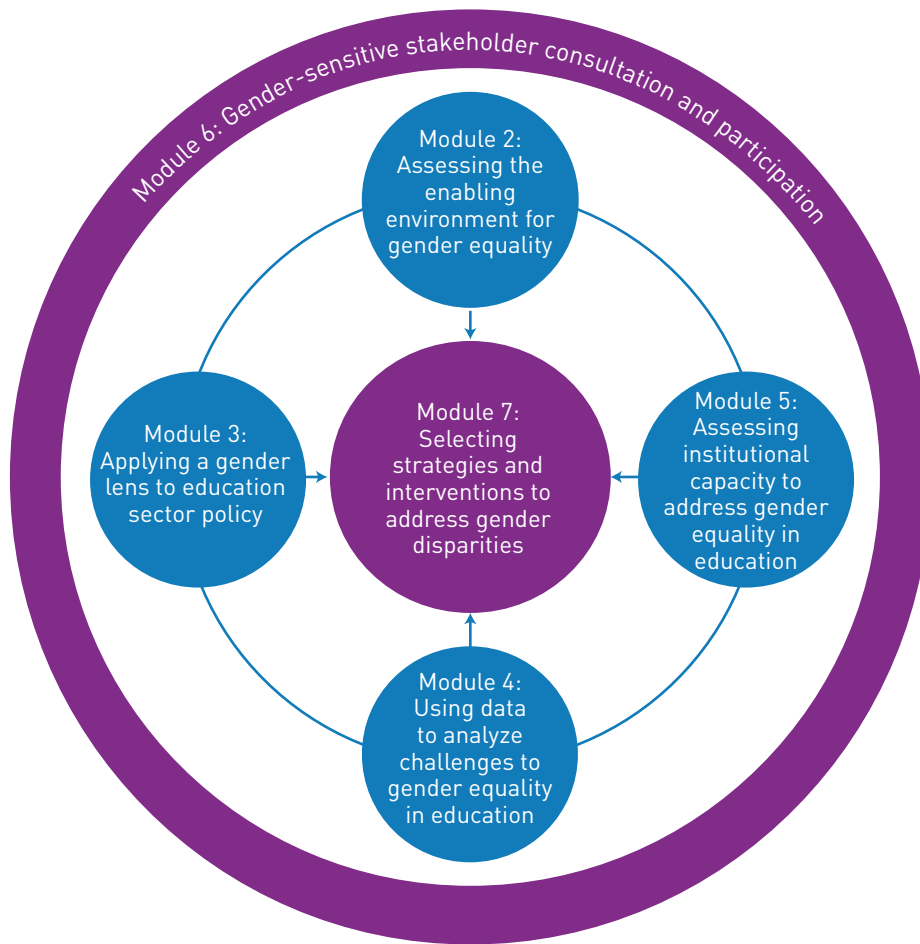 Module 6: Gender-sensitive stakeholder consultation and participation
Module 2:
Assessing the
enabling
environment for
gender equality
Module 3:
Applying a gender
lens to education
sector policy
Module 7:
Selecting
strategies and
interventions to
address gender
disparities
Module 5:
Assessing
institutional
capacity to
address gender
equality in
education
Module 4:
Using data
to analyze
challenges to
gender equality
in education